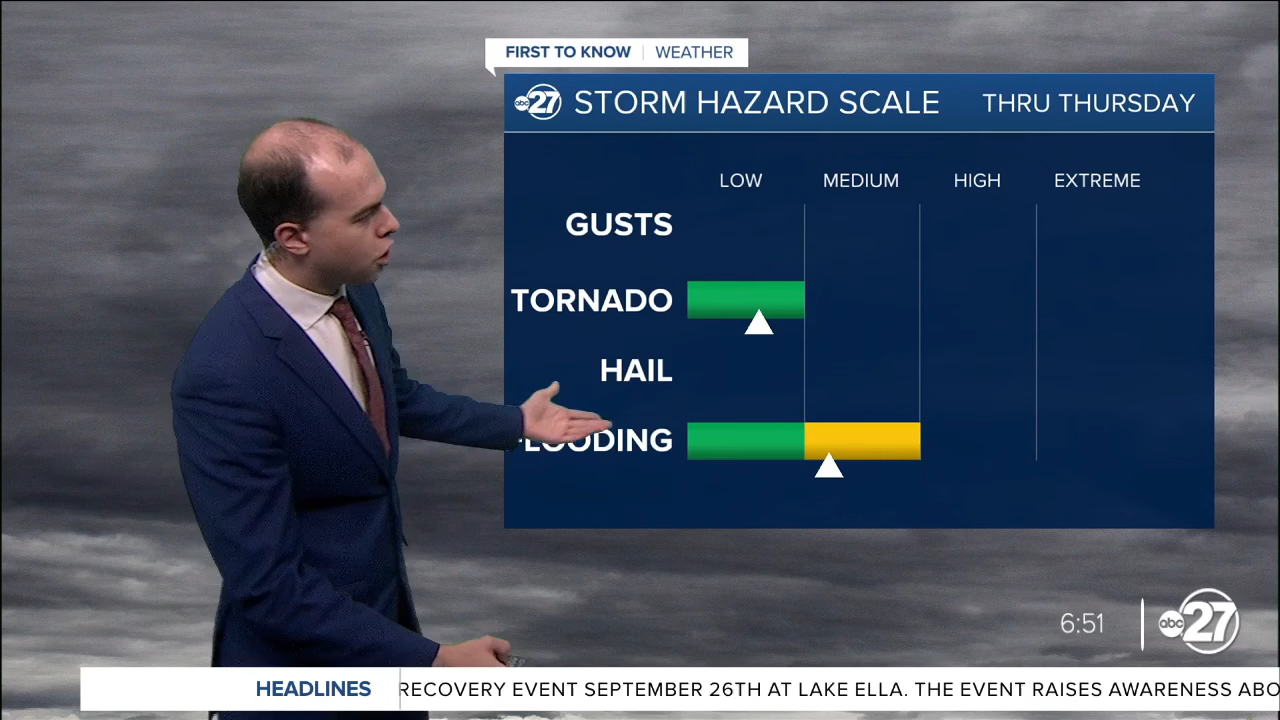 FIRST TO KNOW | WEATHER
abc 27 STORM HAZARD SCALE THRU THURSDAY
LOW MEDIUM HIGH EXTREME
GUSTS
TORNADO
HAIL
FLOODING
6:51 abc 27
HEADLINES RECOVERY EVENT SEPTEMBER 26TH AT LAKE ELLA. THE EVENT RAISES AWARENESS ABO